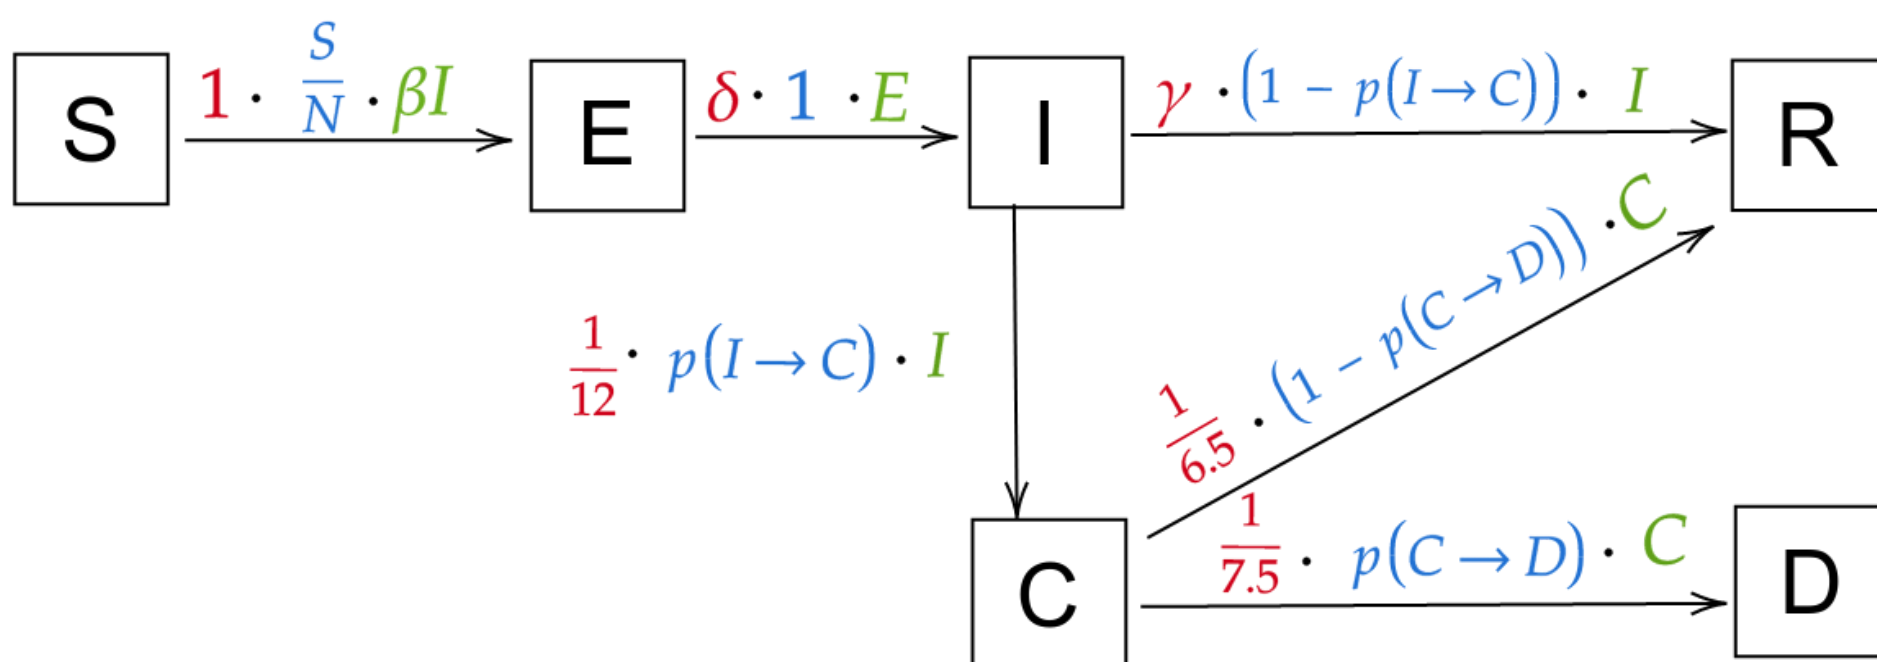 S
1 · S/N · βI
E
δ · 1 · E
I
γ · (1 − p(I → C)) · I
R
1/12 · p(I → C) · I
1/6.5 · (1 − p(C → D)) · C
C
1/7.5 · p(C → D) · C
D